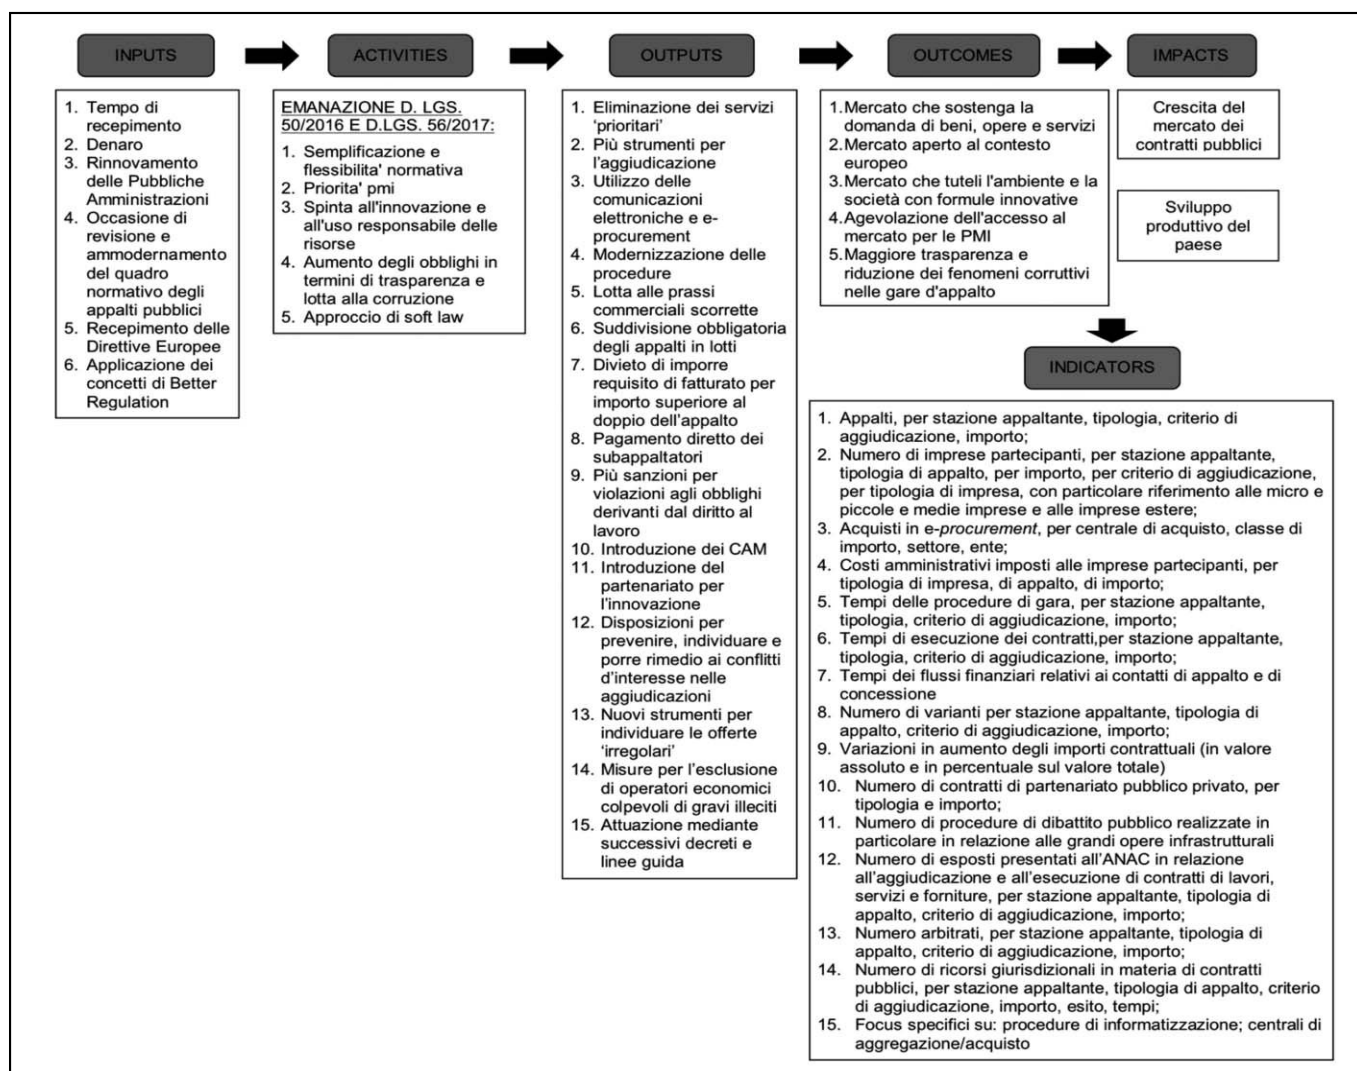 INPUTS
ACTIVITIES
OUTPUTS
OUTCOMES
IMPACTS
1. Tempo di
recepimento
2. Denaro
3. Rinnovamento
delle Pubbliche
Amministrazioni
4. Occasione di
revisione e
ammodernamento
del quadro
normativo degli
appalti pubblici
5. Recepimento delle
Direttive Europee
6. Applicazione dei
concetti di Better
Regulation
EMANAZIONE D. LGS.
50/2016 E D.LGS. 56/2017:
1. Semplificazione e
flessibilita' normativa
2. Priorita' pmi
3. Spinta all'innovazione e
all'uso responsabile delle
risorse
4. Aumento degli obblighi in
termini di trasparenza e
lotta alla corruzione
5. Approccio di soft law
1. Eliminazione dei servizi
‘prioritari’
2. Più strumenti per
l’aggiudicazione
3. Utilizzo delle
comunicazioni
elettroniche e e-
procurement
4. Modernizzazione delle
procedure
5. Lotta alle prassi
commerciali scorrette
6. Suddivisione obbligatoria
degli appalti in lotti
7. Divieto di imporre
requisito di fatturato per
importo superiore al
doppio dell’appalto
8. Pagamento diretto dei
subappaltatori
9. Più sanzioni per
violazioni agli obblighi
derivanti dal diritto al
lavoro
10. Introduzione dei CAM
11. Introduzione del
partenariato per
l’innovazione
12. Disposizioni per
prevenire, individuare e
porre rimedio ai conflitti
d’interesse nelle
aggiudicazioni
13. Nuovi strumenti per
individuare le offerte
‘irregolari’
14. Misure per l’esclusione
di operatori economici
colpevoli di gravi illeciti
15. Attuazione mediante
successivi decreti e
linee guida
1.Mercato che sostenga la
domanda di beni, opere e servizi
2.Mercato aperto al contesto
europeo
3.Mercato che tuteli l'ambiente e la
società con formule innovative
4.Agevolazione dell'accesso al
mercato per le PMI
5.Maggiore trasparenza e
riduzione dei fenomeni corruttivi
nelle gare d'appalto
Crescita del
mercato dei
contratti pubblici
Sviluppo
produttivo del
paese
INDICATORS
1. Appalti, per stazione appaltante, tipologia, criterio di
aggiudicazione, importo;
2. Numero di imprese partecipanti, per stazione appaltante,
tipologia di appalto, per importo, per criterio di aggiudicazione,
per tipologia di impresa, con particolare riferimento alle micro e
piccole e medie imprese e alle imprese estere;
3. Acquisti in e-procurement, per centrale di acquisto, classe di
importo, settore, ente;
4. Costi amministrativi imposti alle imprese partecipanti, per
tipologia di impresa, di appalto, di importo;
5. Tempi delle procedure di gara, per stazione appaltante,
tipologia, criterio di aggiudicazione, importo;
6. Tempi di esecuzione dei contratti,per stazione appaltante,
tipologia, criterio di aggiudicazione, importo;
7. Tempi dei flussi finanziari relativi ai contatti di appalto e di
concessione
8. Numero di varianti per stazione appaltante, tipologia di
appalto, criterio di aggiudicazione, importo;
9. Variazioni in aumento degli importi contrattuali (in valore
assoluto e in percentuale sul valore totale)
10. Numero di contratti di partenariato pubblico privato, per
tipologia e importo;
11. Numero di procedure di dibattito pubblico realizzate in
particolare in relazione alle grandi opere infrastrutturali
12. Numero di esposti presentati all’ANAC in relazione
all’aggiudicazione e all’esecuzione di contratti di lavori,
servizi e forniture, per stazione appaltante, tipologia di
appalto, criterio di aggiudicazione, importo;
13. Numero arbitrati, per stazione appaltante, tipologia di
appalto, criterio di aggiudicazione, importo;
14. Numero di ricorsi giurisdizionali in materia di contratti
pubblici, per stazione appaltante, tipologia di appalto, criterio
di aggiudicazione, importo, esito, tempi;
15. Focus specifici su: procedure di informatizzazione; centrali di
aggregazione/acquisto